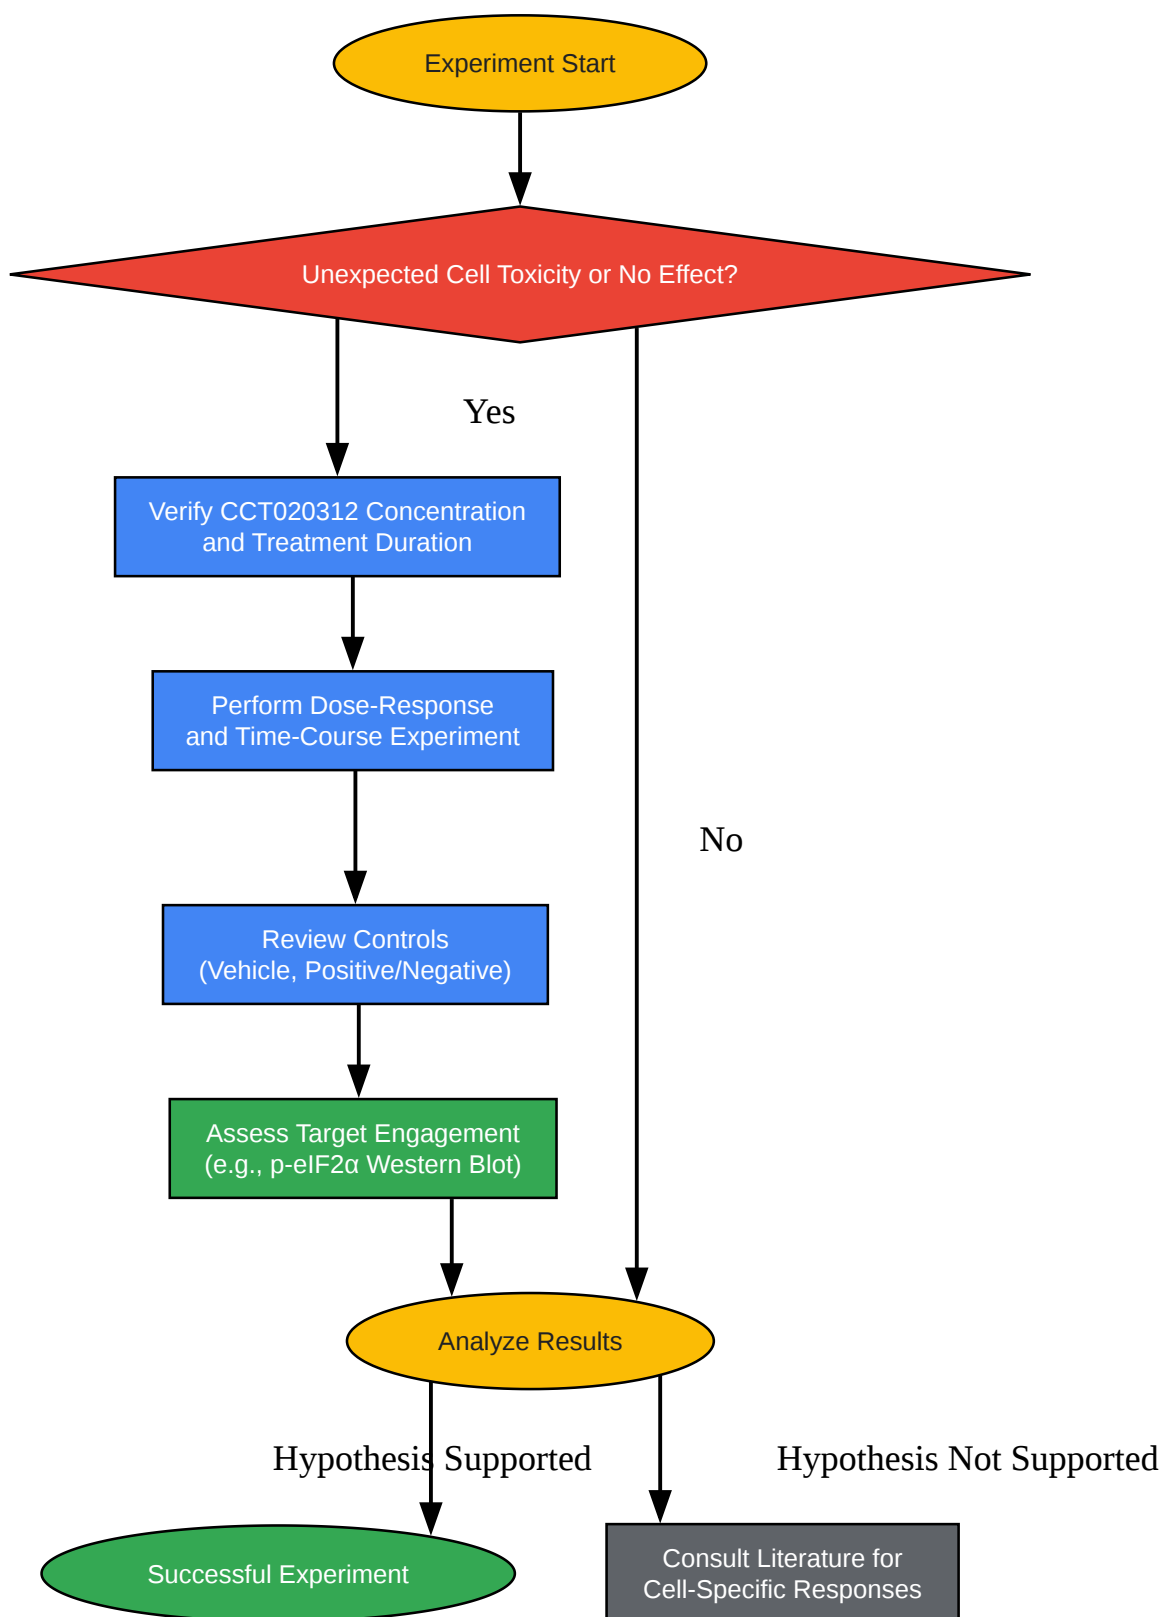 Experiment Start
Unexpected Cell Toxicity or No Effect?
Yes
Verify CCT020312 Concentration
and Treatment Duration
Perform Dose-Response
and Time-Course Experiment
No
Review Controls
(Vehicle, Positive/Negative)
Assess Target Engagement
(e.g., p-eIF2α Western Blot)
Analyze Results
Hypothesis Supported
Hypothesis Not Supported
Successful Experiment
Consult Literature for
Cell-Specific Responses